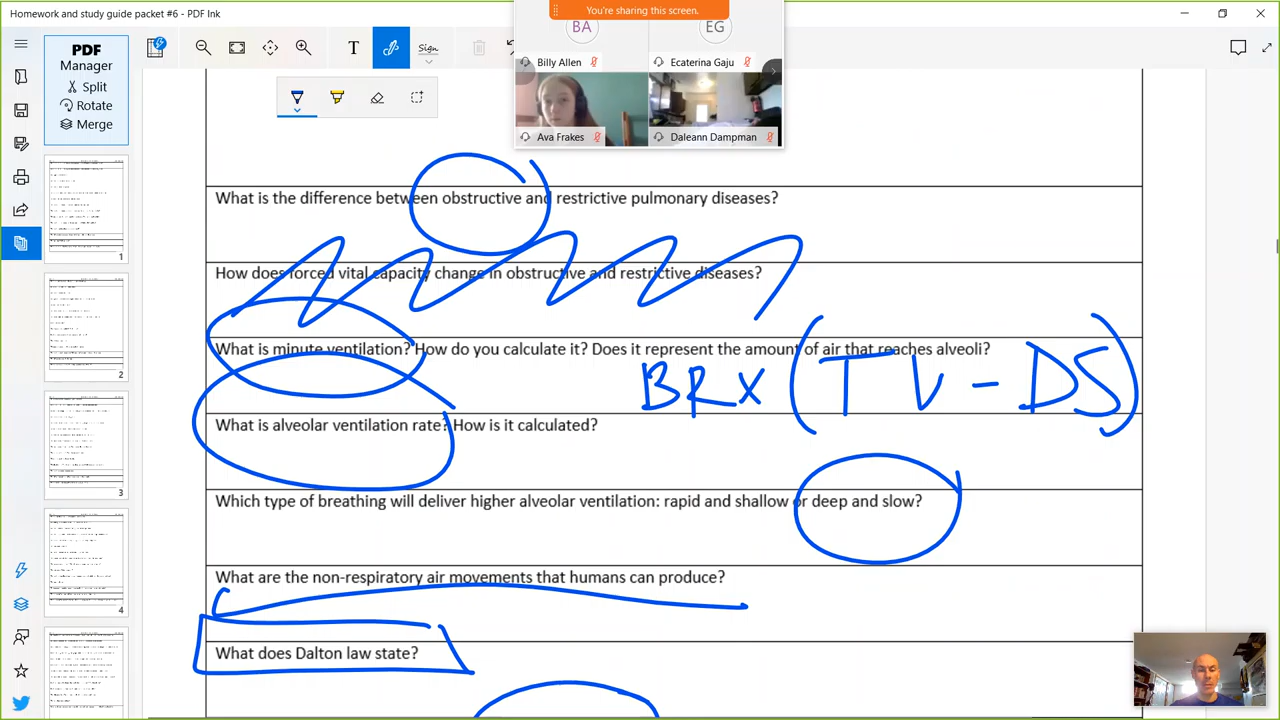 Homework and study guide packet #6 - PDF Ink
You're sharing this screen.
PDF
Manager
Split
Rotate
Merge
T
Sign
BA
EG
Billy Allen
Ecaterina Gaju
Ava Frakes
Daleann Dampman
1
2
3
4
What is the difference between obstructive and restrictive pulmonary diseases?
How does forced vital capacity change in obstructive and restrictive diseases?
What is minute ventilation? How do you calculate it? Does it represent the amount of air that reaches alveoli?
BR X (TV - DS)
What is alveolar ventilation rate? How is it calculated?
Which type of breathing will deliver higher alveolar ventilation: rapid and shallow or deep and slow?
What are the non-respiratory air movements that humans can produce?
What does Dalton law state?